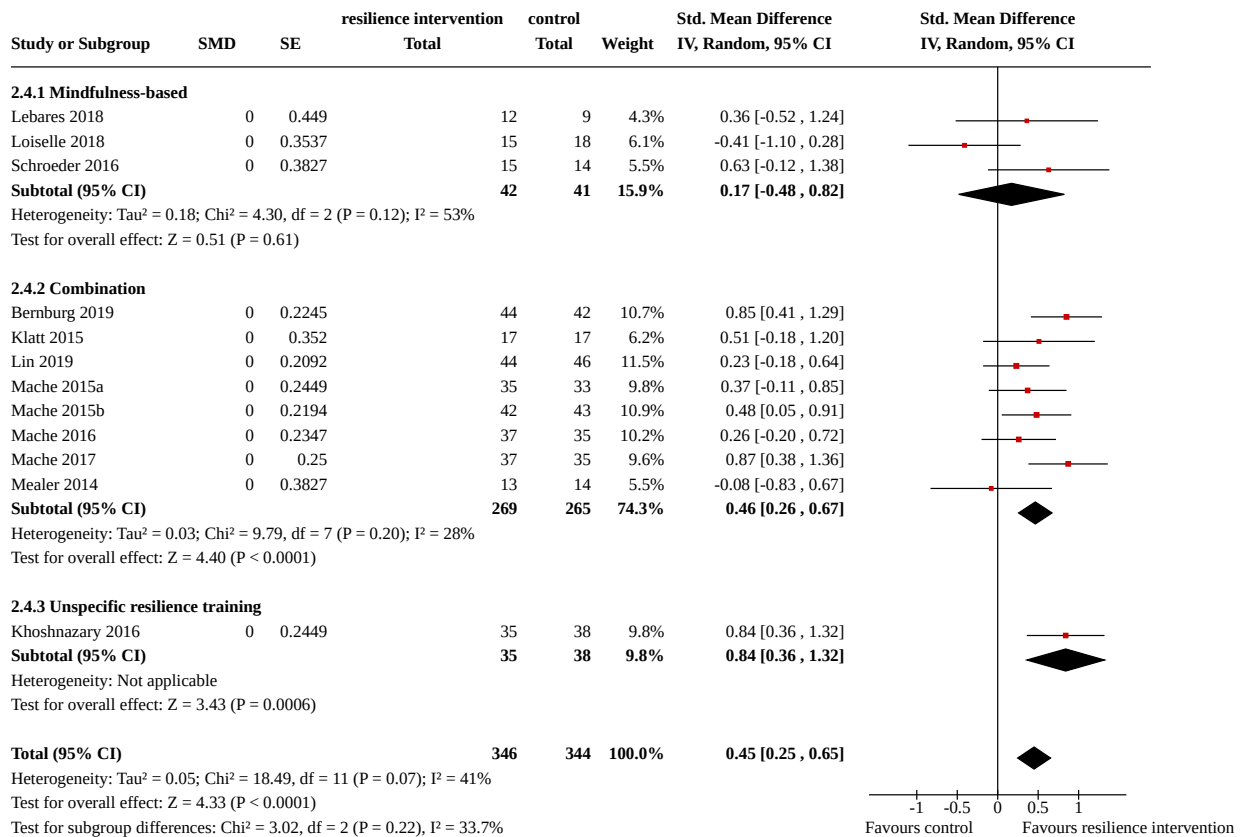 resilience intervention control Std. Mean Difference Std. Mean Difference
Study or Subgroup SMD SE Total Total Weight IV, Random, 95% CI IV, Random, 95% CI
2.4.1 Mindfulness-based
Lebares 2018 0 0.449 12 9 4.3% 0.36 [-0.52 , 1.24]
Loiselle 2018 0 0.3537 15 18 6.1% -0.41 [-1.10 , 0.28]
Schroeder 2016 0 0.3827 15 14 5.5% 0.63 [-0.12 , 1.38]
Subtotal (95% CI) 42 41 15.9% 0.17 [-0.48 , 0.82]
Heterogeneity: Tau² = 0.18; Chi² = 4.30, df = 2 (P = 0.12); I² = 53%
Test for overall effect: Z = 0.51 (P = 0.61)
2.4.2 Combination
Bernburg 2019 0 0.2245 44 42 10.7% 0.85 [0.41 , 1.29]
Klatt 2015 0 0.352 17 17 6.2% 0.51 [-0.18 , 1.20]
Lin 2019 0 0.2092 44 46 11.5% 0.23 [-0.18 , 0.64]
Mache 2015a 0 0.2449 35 33 9.8% 0.37 [-0.11 , 0.85]
Mache 2015b 0 0.2194 42 43 10.9% 0.48 [0.05 , 0.91]
Mache 2016 0 0.2347 37 35 10.2% 0.26 [-0.20 , 0.72]
Mache 2017 0 0.25 37 35 9.6% 0.87 [0.38 , 1.36]
Mealer 2014 0 0.3827 13 14 5.5% -0.08 [-0.83 , 0.67]
Subtotal (95% CI) 269 265 74.3% 0.46 [0.26 , 0.67]
Heterogeneity: Tau² = 0.03; Chi² = 9.79, df = 7 (P = 0.20); I² = 28%
Test for overall effect: Z = 4.40 (P < 0.0001)
2.4.3 Unspecific resilience training
Khoshnazary 2016 0 0.2449 35 38 9.8% 0.84 [0.36 , 1.32]
Subtotal (95% CI) 35 38 9.8% 0.84 [0.36 , 1.32]
Heterogeneity: Not applicable
Test for overall effect: Z = 3.43 (P = 0.0006)
Total (95% CI) 346 344 100.0% 0.45 [0.25 , 0.65]
Heterogeneity: Tau² = 0.05; Chi² = 18.49, df = 11 (P = 0.07); I² = 41%
Test for overall effect: Z = 4.33 (P < 0.0001) -1 -0.5 0 0.5 1
Test for subgroup differences: Chi² = 3.02, df = 2 (P = 0.22), I² = 33.7% Favours control Favours resilience intervention